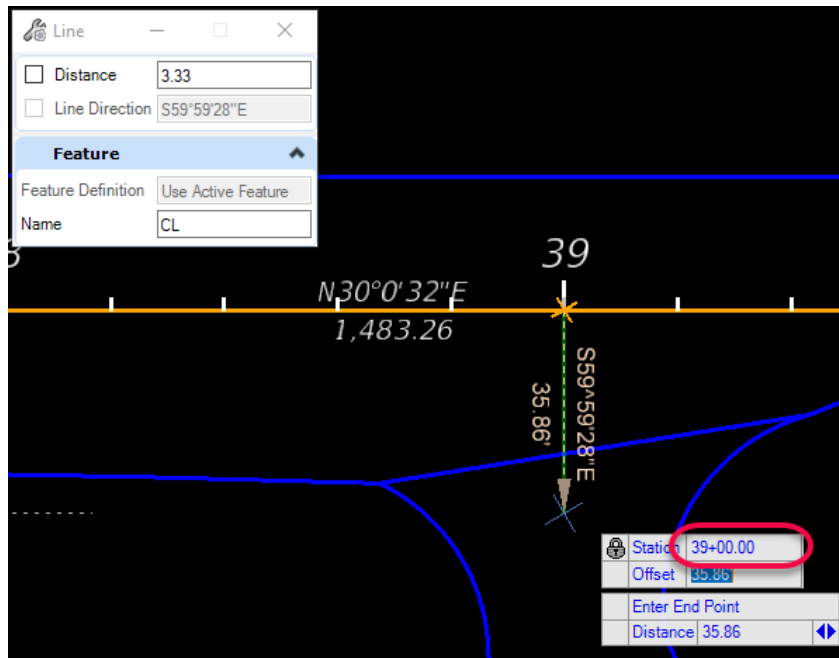 Line
Distance 3.33
Line Direction S59°59'28"E
Feature
Feature Definition Use Active Feature
Name CL
39
N30°0'32"E
1,483.26
S59^59'28"E
35.86'
Station 39+00.00
Offset 35.86'
Enter End Point
Distance 35.86